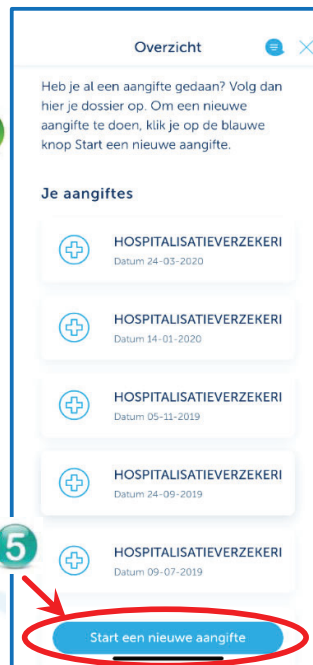 Overzicht
Heb je al een aangifte gedaan? Volg dan
hier je dossier op. Om een nieuwe
aangifte te doen, klik je op de blauwe
knop Start een nieuwe aangifte.
Je aangiftes
HOSPITALISATIEVERZEKERI
Datum 24-03-2020
HOSPITALISATIEVERZEKERI
Datum 14-01-2020
HOSPITALISATIEVERZEKERI
Datum 05-11-2019
HOSPITALISATIEVERZEKERI
Datum 24-09-2019
5
HOSPITALISATIEVERZEKERI
Datum 09-07-2019
Start een nieuwe aangifte